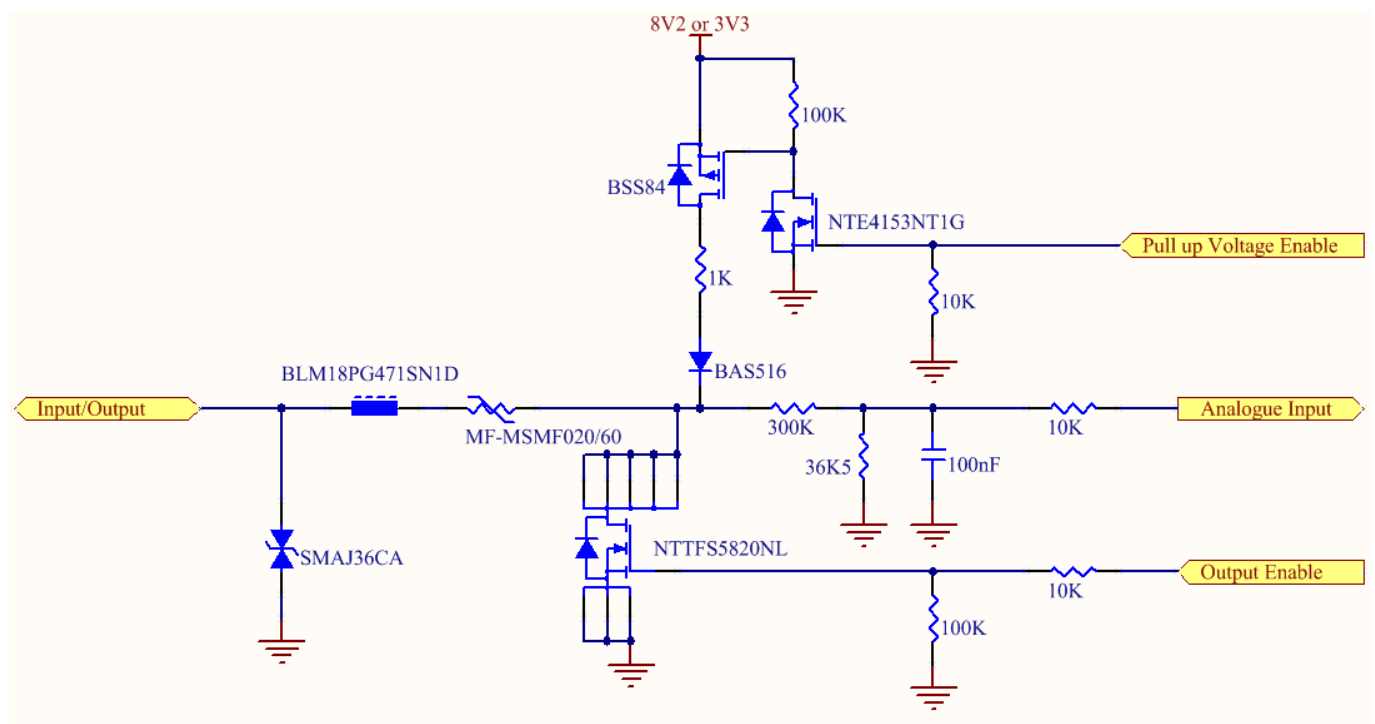 8V2 or 3V3
100K
BSS84
NTE4153NT1G
Pull up Voltage Enable
1K
10K
BLM18PG471SN1D
BAS516
Input/Output
Analogue Input
MF-MSMF020/60
300K
10K
36K5
100nF
SMAJ36CA
NTTFS5820NL
Output Enable
10K
100K